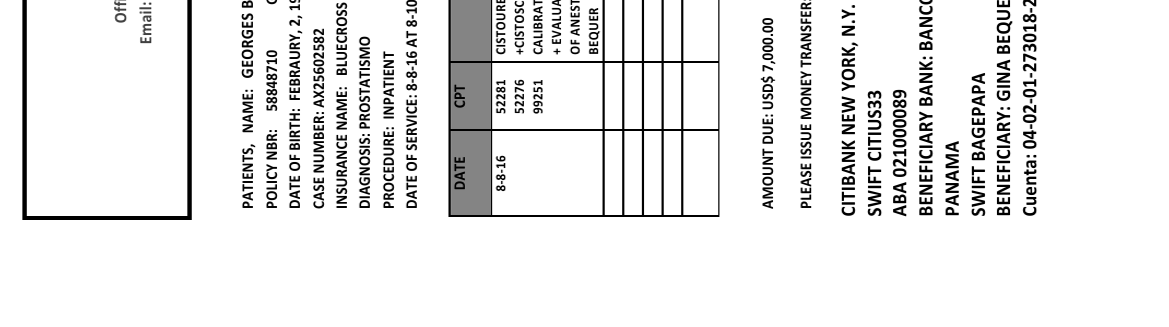 Offi
Email:
PATIENTS, NAME: GEORGES B
POLICY NBR: 58848710
DATE OF BIRTH: FEBRAURY, 2, 19
CASE NUMBER: AX25602582
INSURANCE NAME: BLUECROSS
DIAGNOSIS: PROSTATISMO
PROCEDURE: INPATIENT
DATE OF SERVICE: 8-8-16 AT 8-10
DATE CPT
8-8-16 52281 CISTOURE
52276 +CISTOSC
99251 CALIBRAT
+ EVALUA
OF ANEST
BEQUER
AMOUNT DUE: USD$ 7,000.00
PLEASE ISSUE MONEY TRANSFER:
CITIBANK NEW YORK, N.Y.
SWIFT CITIUS33
ABA 021000089
BENEFICIARY BANK: BANCO
PANAMA
SWIFT BAGEPAPA
BENEFICIARY: GINA BEQUE
Cuenta: 04-02-01-273018-2